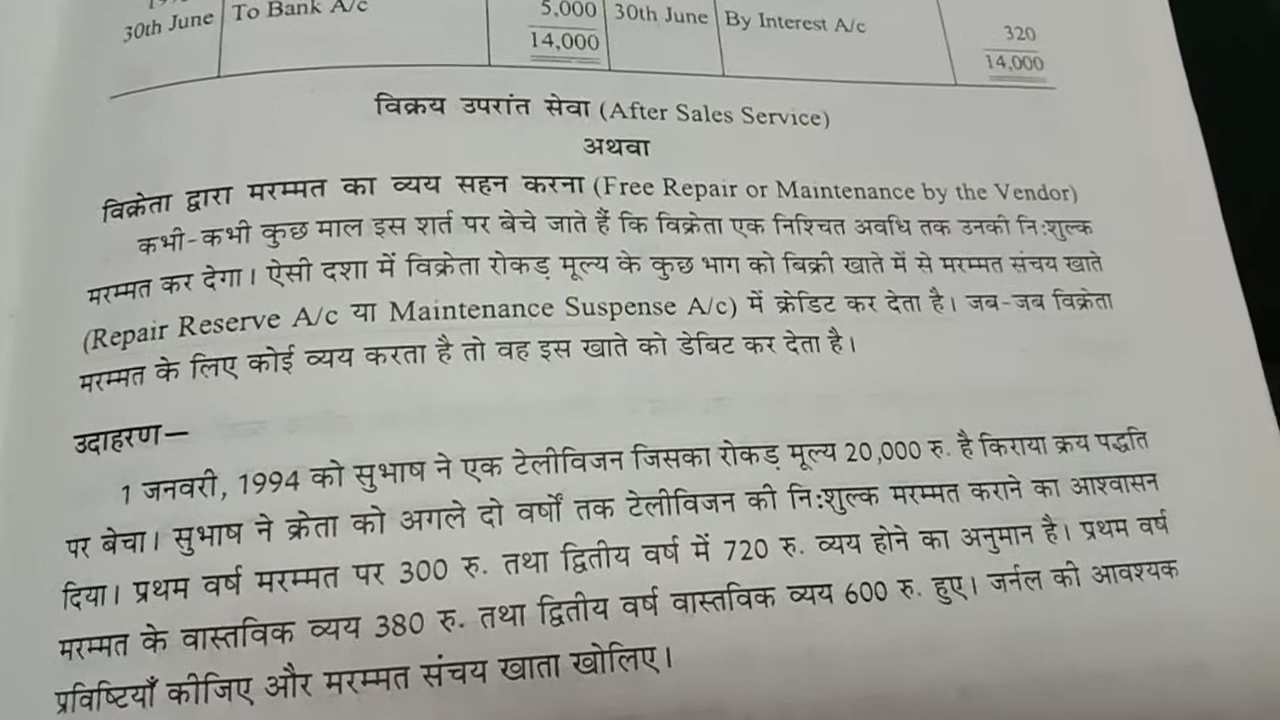 30th June To Bank A/c 5,000 30th June By Interest A/c 320
14,000 14,000
विक्रय उपरांत सेवा (After Sales Service)
अथवा
विक्रेता द्वारा मरम्मत का व्यय सहन करना (Free Repair or Maintenance by the Vendor)
कभी-कभी कुछ माल इस शर्त पर बेचे जाते हैं कि विक्रेता एक निश्चित अवधि तक उनकी नि:शुल्क
मरम्मत कर देगा। ऐसी दशा में विक्रेता रोकड़ मूल्य के कुछ भाग को बिक्री खाते में से मरम्मत संचय खाते
(Repair Reserve A/c या Maintenance Suspense A/c) में क्रेडिट कर देता है। जब-जब विक्रेता
मरम्मत के लिए कोई व्यय करता है तो वह इस खाते को डेबिट कर देता है।
उदाहरण—
1 जनवरी, 1994 को सुभाष ने एक टेलीविजन जिसका रोकड़ मूल्य 20,000 रु. है किराया क्रय पद्धति
पर बेचा। सुभाष ने क्रेता को अगले दो वर्षों तक टेलीविजन की नि:शुल्क मरम्मत कराने का आश्वासन
दिया। प्रथम वर्ष मरम्मत पर 300 रु. तथा द्वितीय वर्ष में 720 रु. व्यय होने का अनुमान है। प्रथम वर्ष
मरम्मत के वास्तविक व्यय 380 रु. तथा द्वितीय वर्ष वास्तविक व्यय 600 रु. हुए। जर्नल की आवश्यक
प्रविष्टियाँ कीजिए और मरम्मत संचय खाता खोलिए।